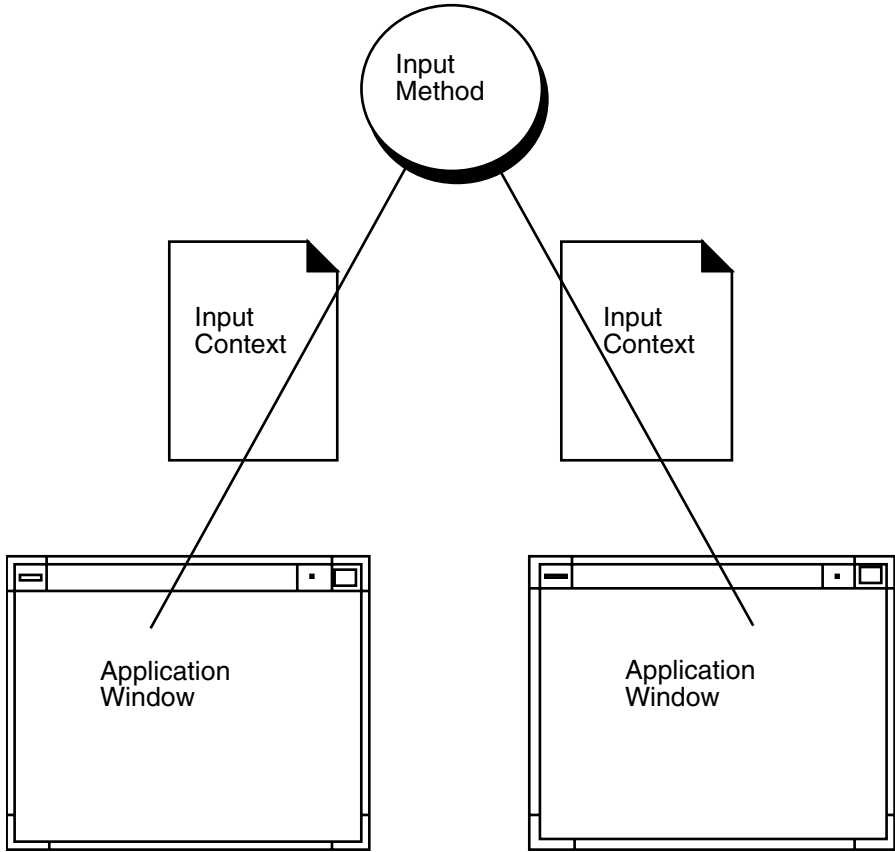 Input
Method
Input
Context
Input
Context
Application
Window
Application
Window